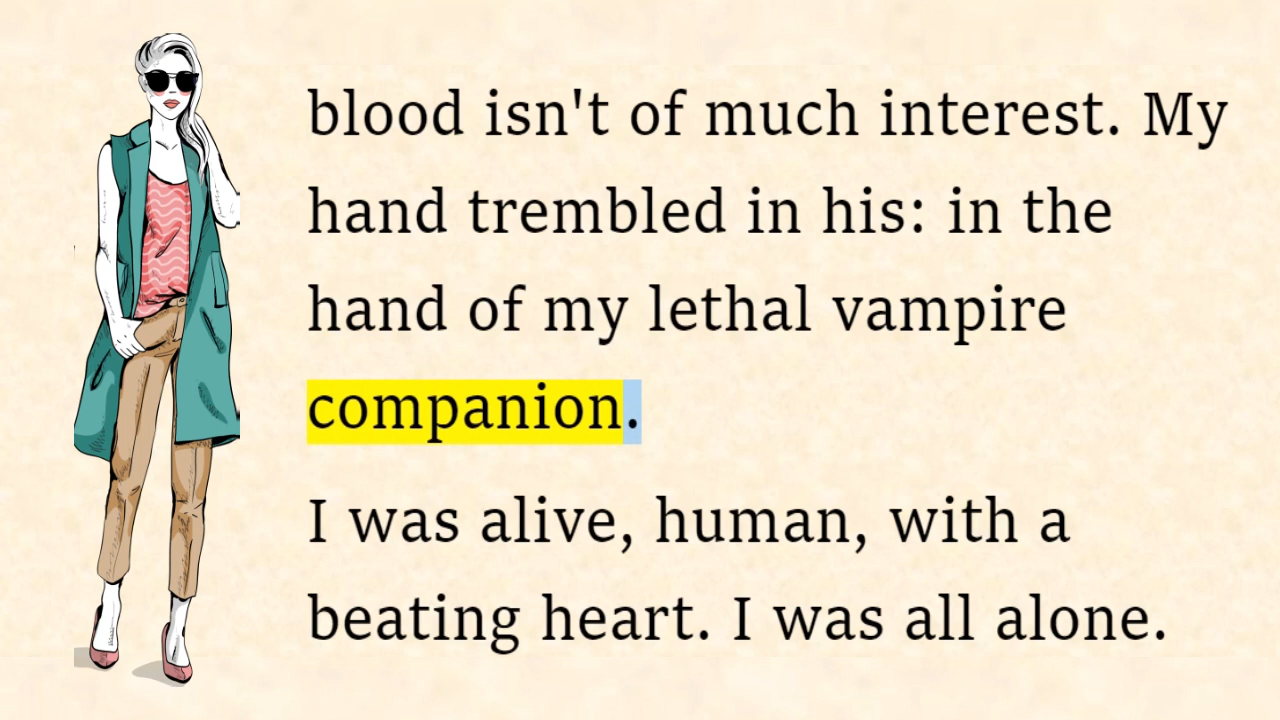 blood isn't of much interest. My
hand trembled in his: in the
hand of my lethal vampire
companion.
I was alive, human, with a
beating heart. I was all alone.